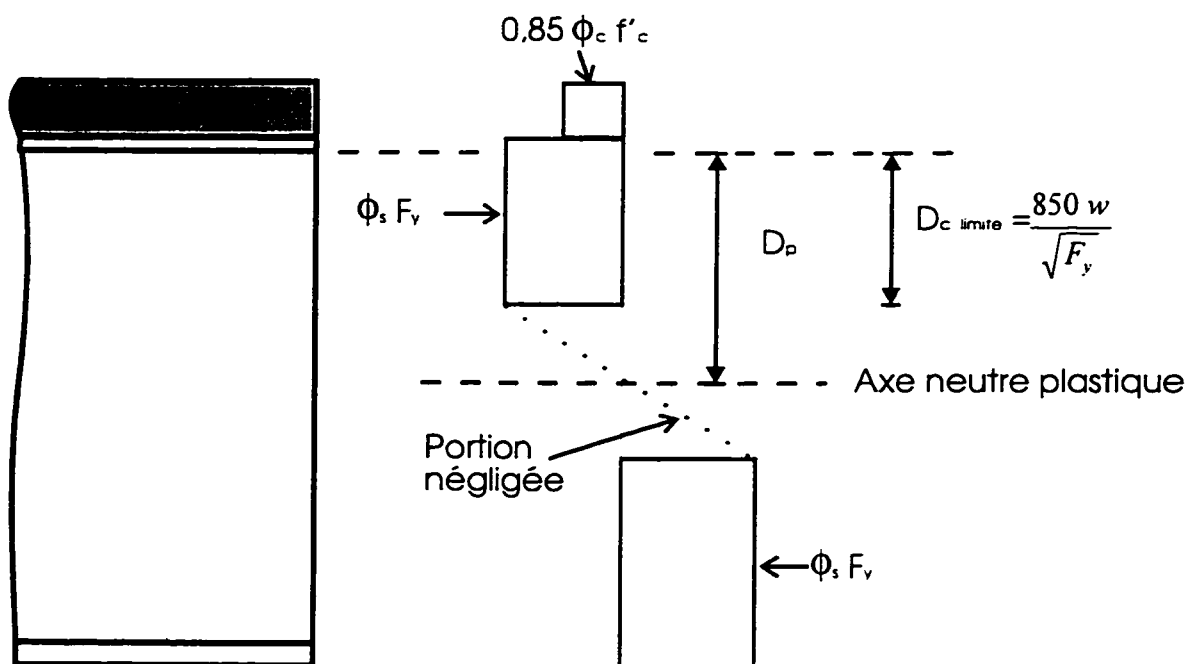 0,85 ϕc f'c
ϕs Fy
Dp
Dc limite = 850 w / √Fy
Axe neutre plastique
Portion
négligée
ϕs Fy